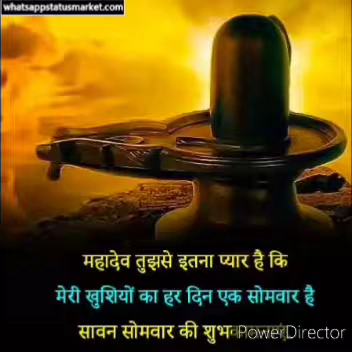 whatsappstatusmarket.com
महादेव तुझसे इतना प्यार है कि
मेरी खुशियों का हर दिन एक सोमवार है
सावन सोमवार की
PowerDirector